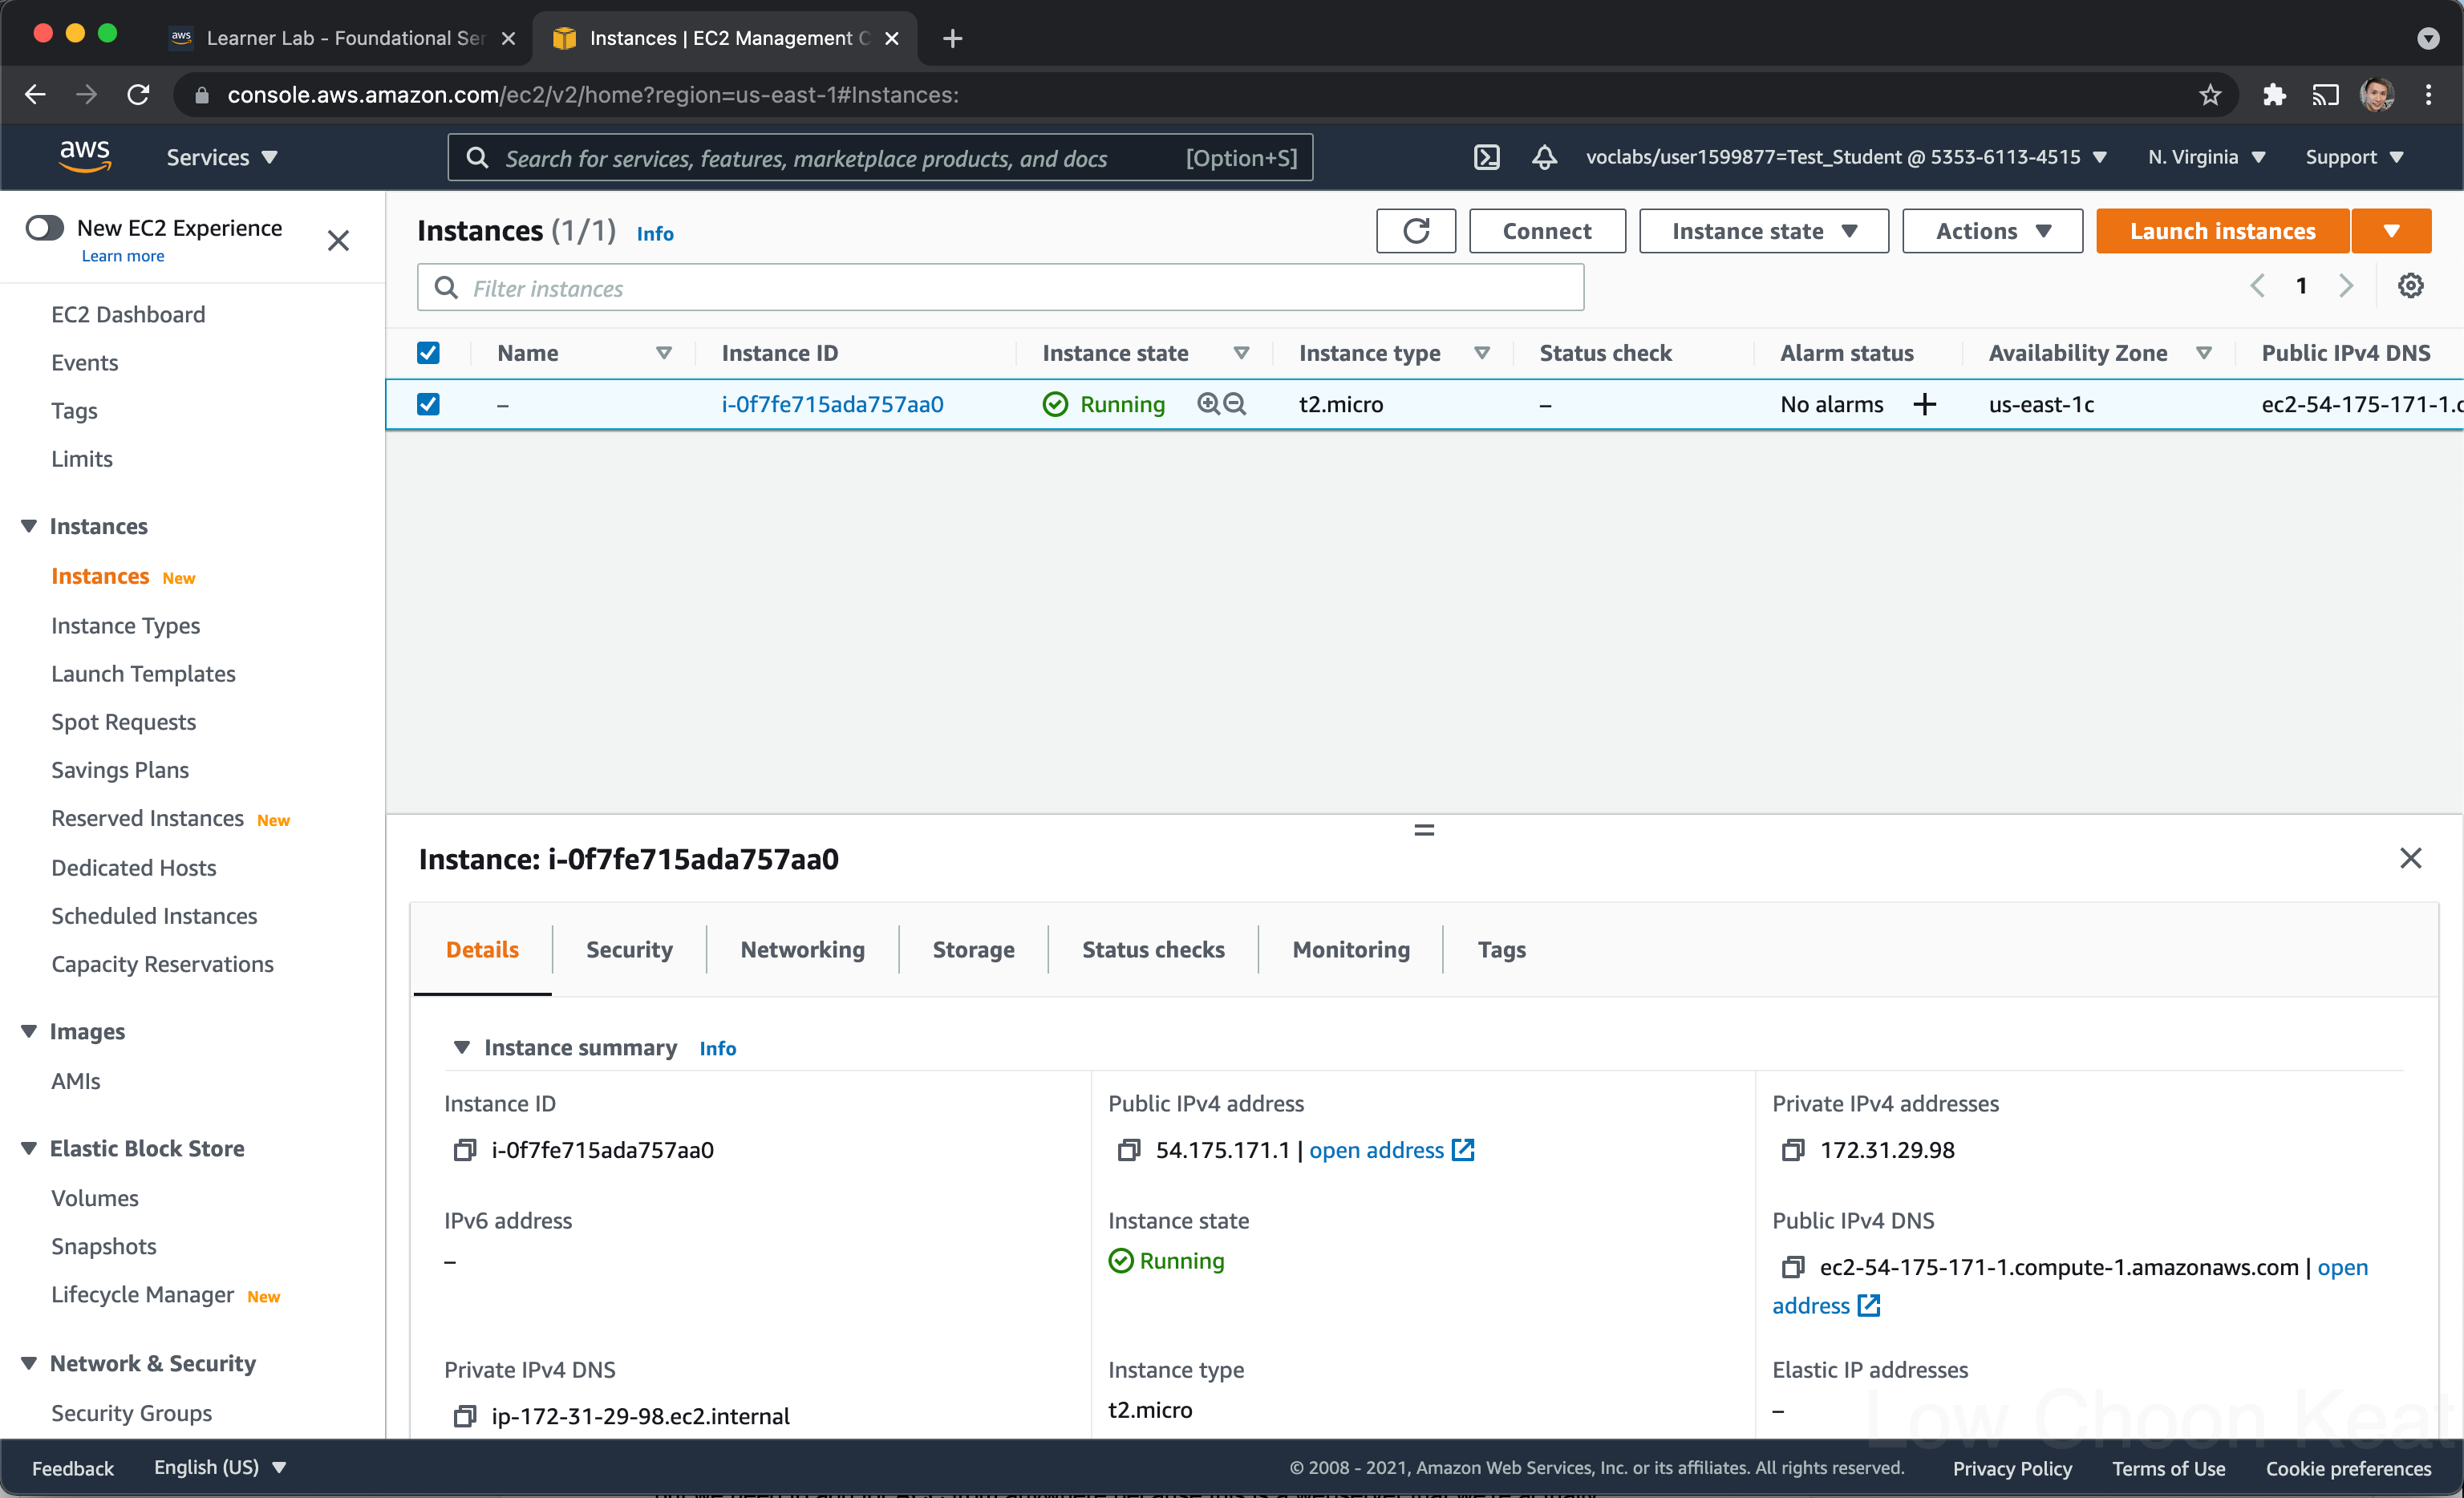 aws Learner Lab - Foundational Ser
Instances | EC2 Management C
console.aws.amazon.com/ec2/v2/home?region=us-east-1#Instances:
aws Services Search for services, features, marketplace products, and docs [Option+S] voclabs/user1599877=Test_Student @ 5353-6113-4515 N. Virginia Support
New EC2 Experience
Learn more
EC2 Dashboard
Events
Tags
Limits
Instances
Instances New
Instance Types
Launch Templates
Spot Requests
Savings Plans
Reserved Instances New
Dedicated Hosts
Scheduled Instances
Capacity Reservations
Images
AMIs
Elastic Block Store
Volumes
Snapshots
Lifecycle Manager New
Network & Security
Security Groups
Instances (1/1) Info Connect Instance state Actions Launch instances
Filter instances 1
Name Instance ID Instance state Instance type Status check Alarm status Availability Zone Public IPv4 DNS
– i-0f7fe715ada757aa0 Running t2.micro – No alarms + us-east-1c ec2-54-175-171-1.c
Instance: i-0f7fe715ada757aa0
Details Security Networking Storage Status checks Monitoring Tags
Instance summary Info
Instance ID Public IPv4 address Private IPv4 addresses
i-0f7fe715ada757aa0 54.175.171.1 | open address 172.31.29.98
IPv6 address Instance state Public IPv4 DNS
– Running ec2-54-175-171-1.compute-1.amazonaws.com | open
address
Private IPv4 DNS Instance type Elastic IP addresses
ip-172-31-29-98.ec2.internal t2.micro –
Low Choon Keat
Feedback English (US) © 2008 - 2021, Amazon Web Services, Inc. or its affiliates. All rights reserved. Privacy Policy Terms of Use Cookie preferences